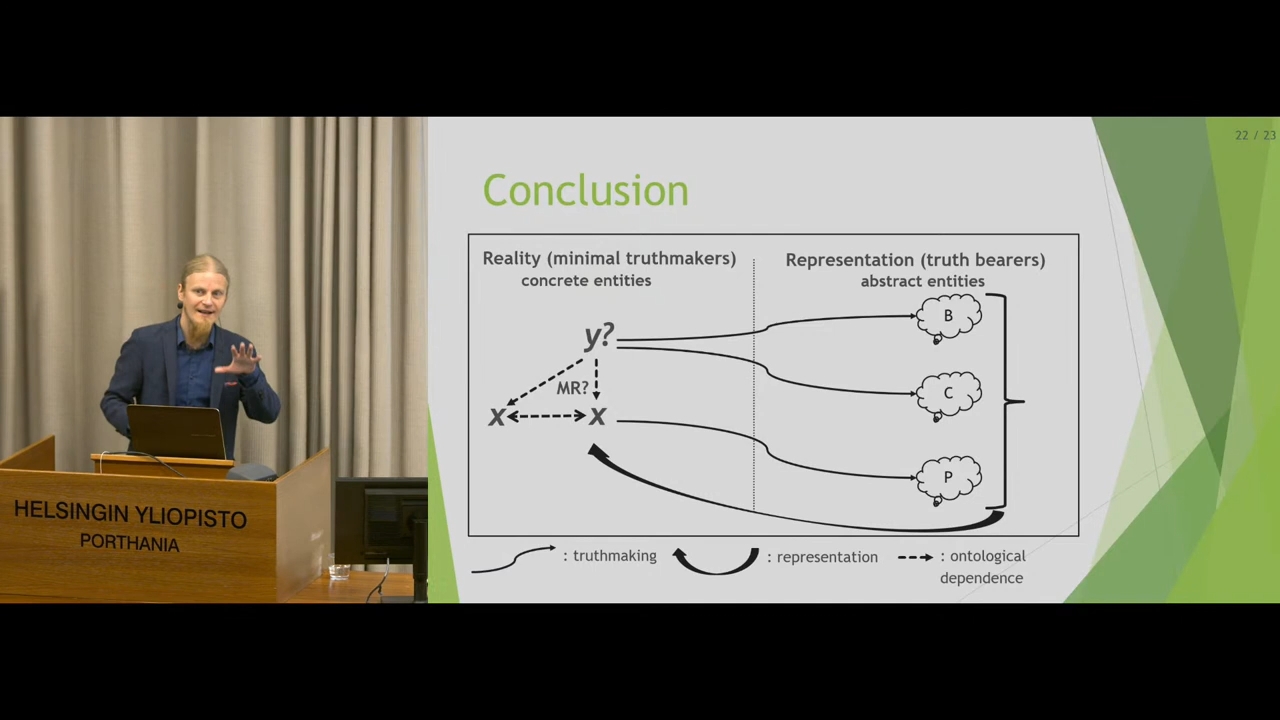 22 / 23
Conclusion
Reality (minimal truthmakers)
concrete entities
Representation (truth bearers)
abstract entities
B
y?
MR?
C
x
x
P
: truthmaking
: representation
: ontological
dependence
HELSINGIN YLIOPISTO
PORTHANIA